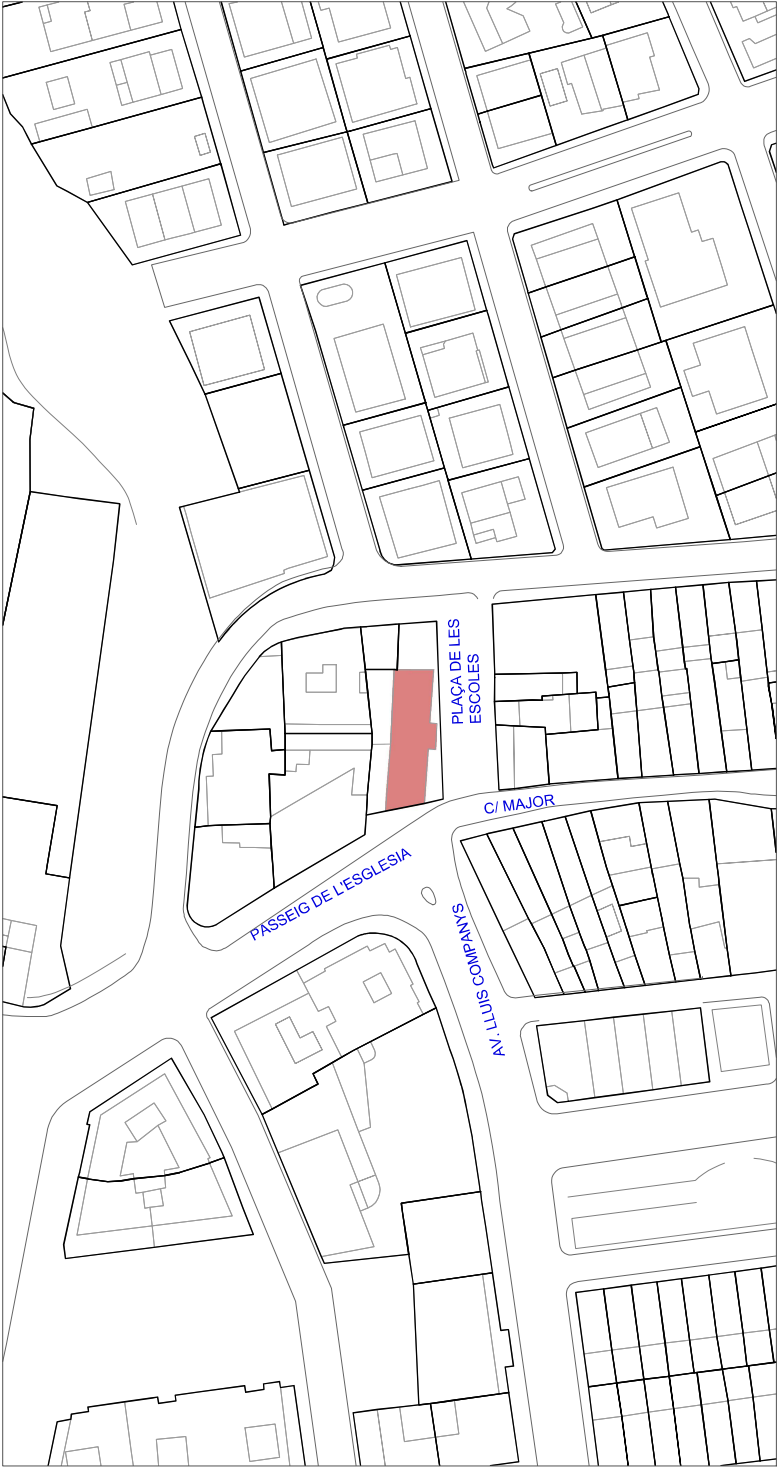 PLAÇA DE LES
ESCOLES
C/ MAJOR
PASSEIG DE L'ESGLESIA
AV. LLUIS COMPANYS